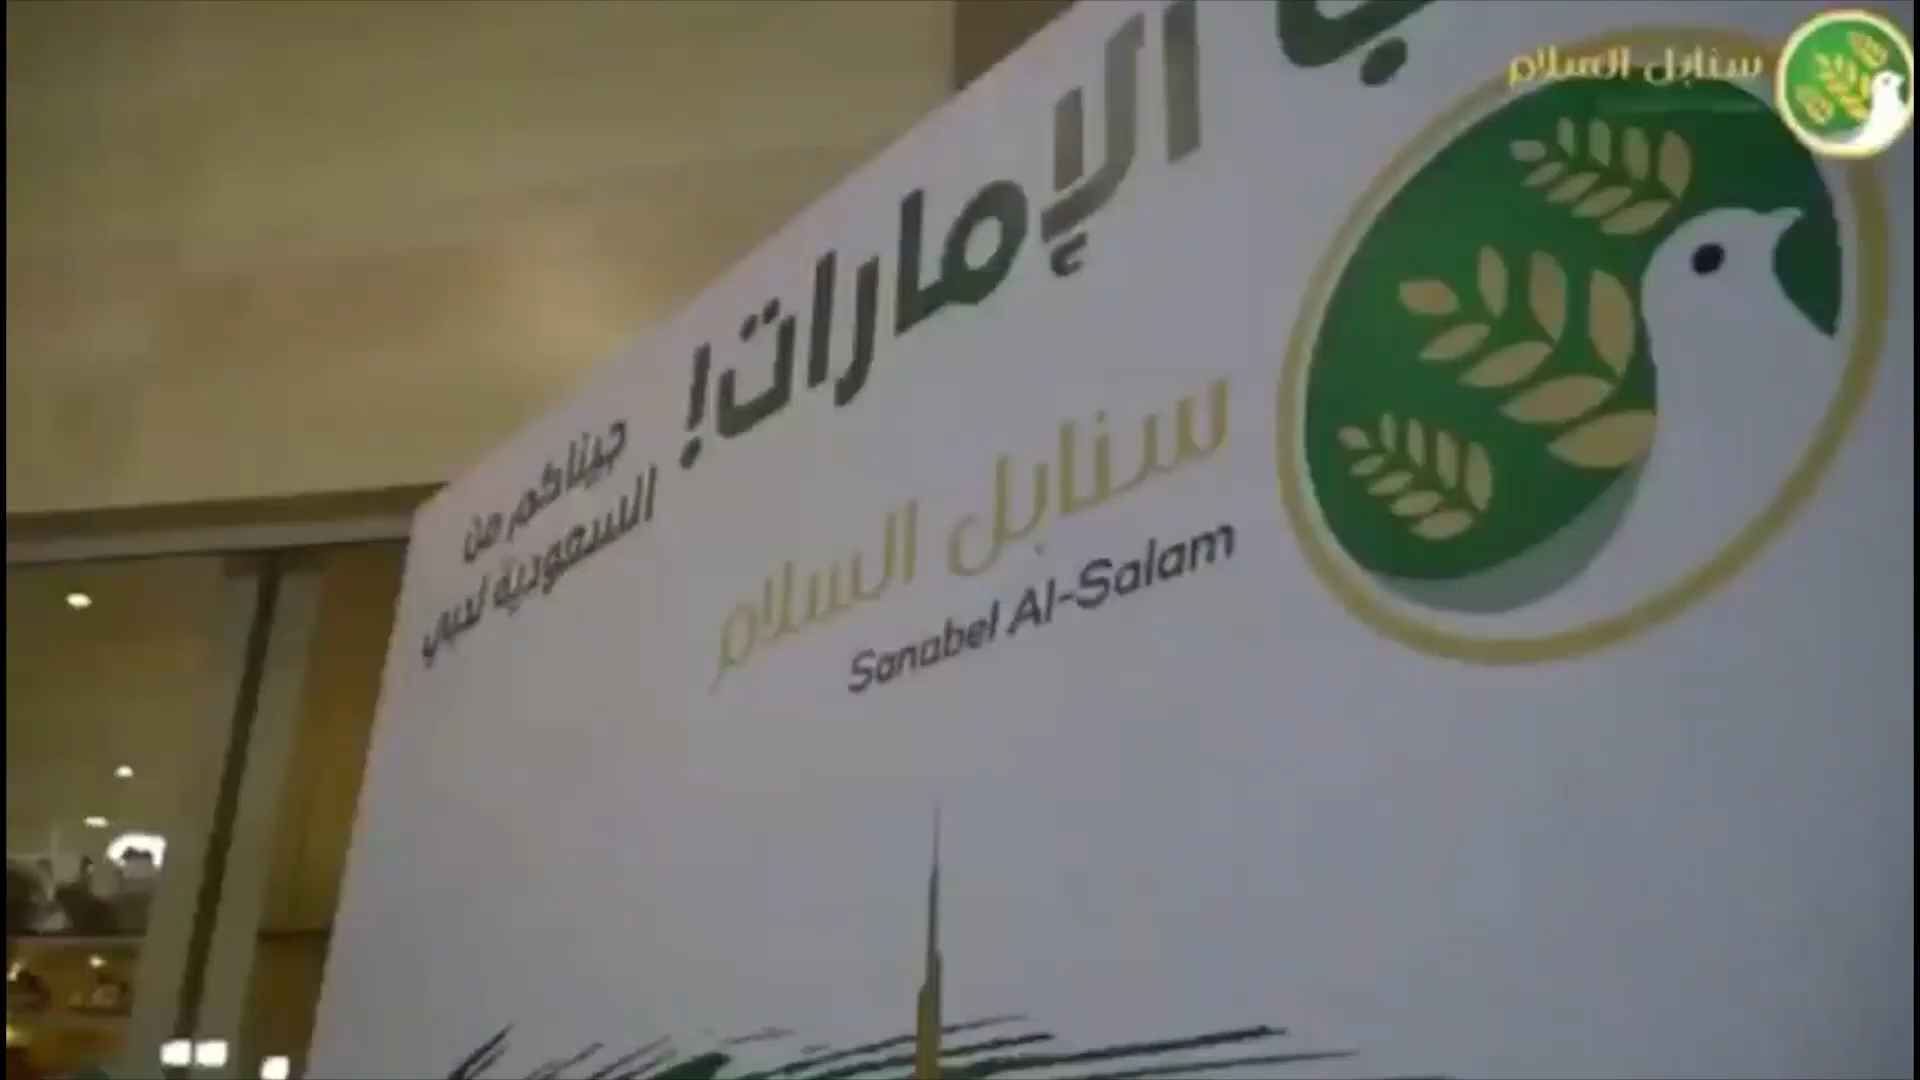 الإمارات!
جيناكم من
السعودية لدبي
سنابل السلام
Sanabel Al-Salam
سنابل السلام